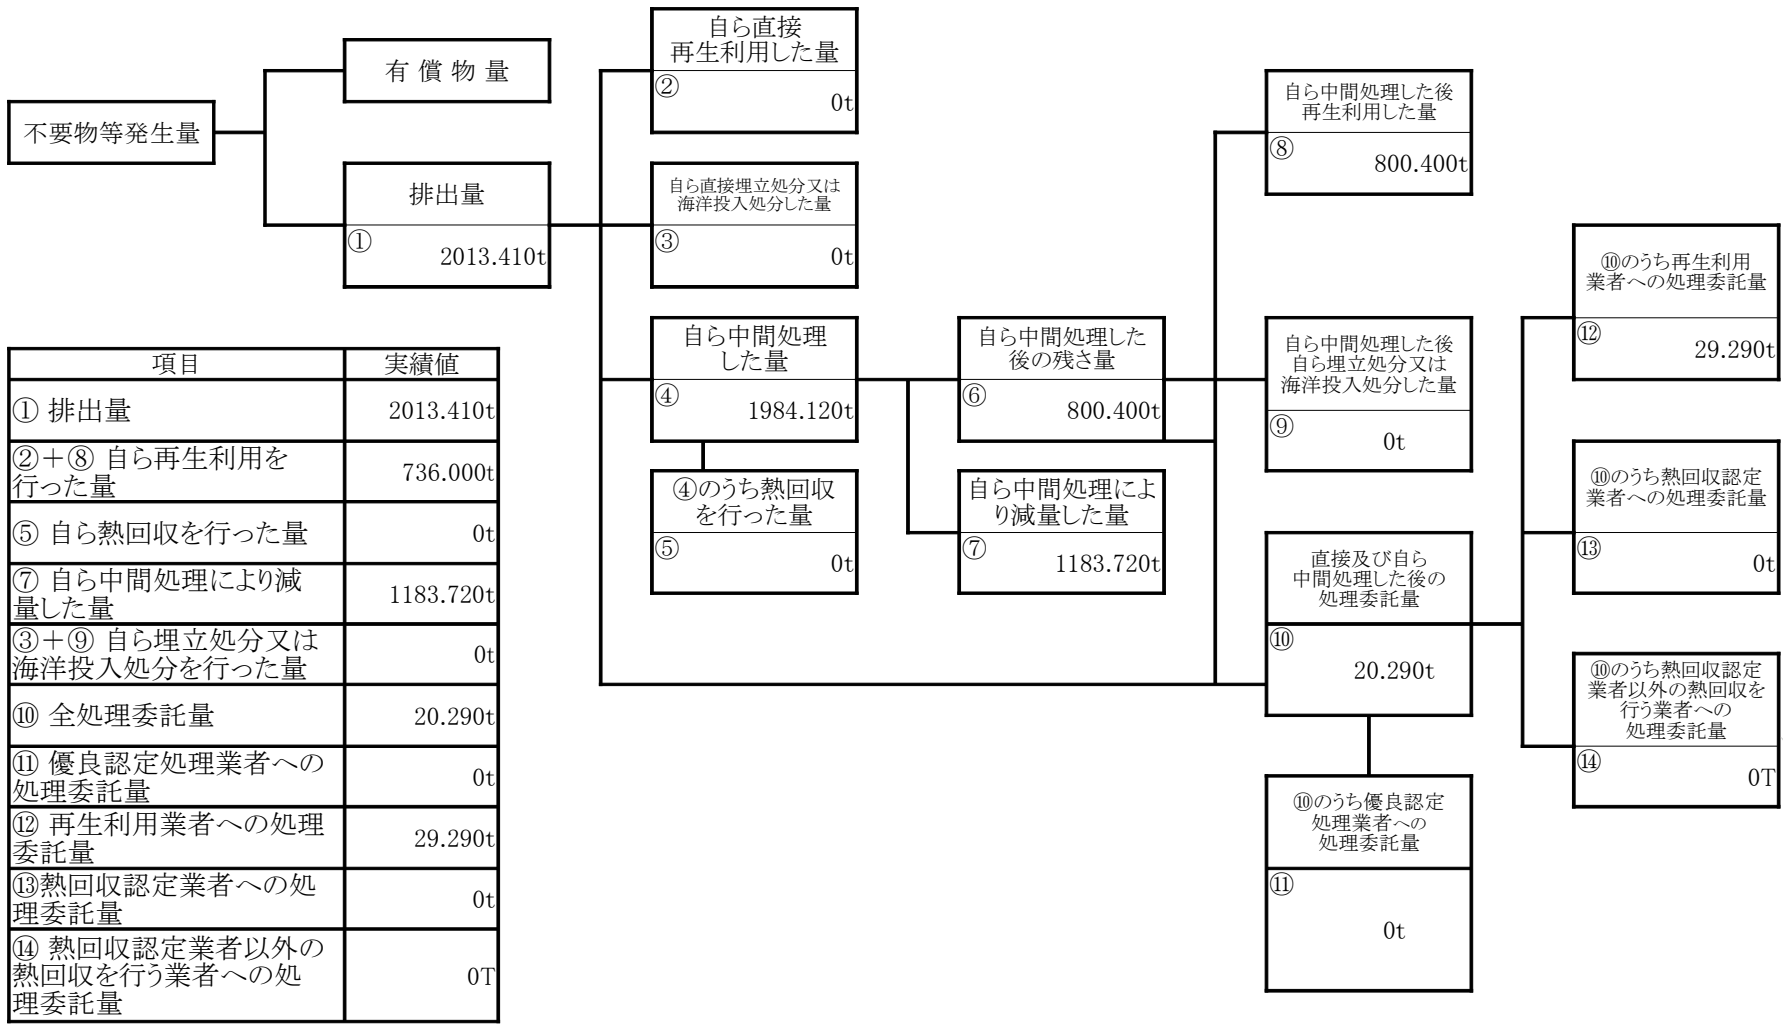 不要物等発生量
有 償 物 量
排出量
①
2013.410t
自ら直接
再生利用した量
②
0t
自ら直接埋立処分又は
海洋投入処分した量
③
0t
自ら中間処理
した量
④
1984.120t
④のうち熱回収
を行った量
⑤
0t
自ら中間処理した
後の残さ量
⑥
800.400t
自ら中間処理によ
り減量した量
⑦
1183.720t
自ら中間処理した後
再生利用した量
⑧
800.400t
自ら中間処理した後
自ら埋立処分又は
海洋投入処分した量
⑨
0t
直接及び自ら
中間処理した後の
処理委託量
⑩
20.290t
⑩のうち優良認定
処理業者への
処理委託量
⑪
0t
⑩のうち再生利用
業者への処理委託量
⑫
29.290t
⑩のうち熱回収認定
業者への処理委託量
⑬
0t
⑩のうち熱回収認定
業者以外の熱回収を
行う業者への
処理委託量
⑭
0T
項目 実績値
① 排出量 2013.410t
②＋⑧ 自ら再生利用を
行った量 736.000t
⑤ 自ら熱回収を行った量 0t
⑦ 自ら中間処理により減
量した量 1183.720t
③＋⑨ 自ら埋立処分又は
海洋投入処分を行った量 0t
⑩ 全処理委託量 20.290t
⑪ 優良認定処理業者への
処理委託量 0t
⑫ 再生利用業者への処理
委託量 29.290t
⑬熱回収認定業者への処
理委託量 0t
⑭ 熱回収認定業者以外の
熱回収を行う業者への処
理委託量 0T